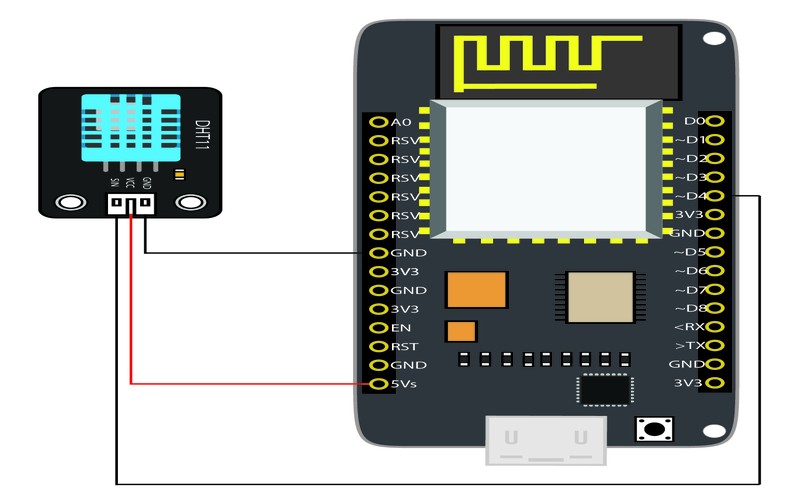 DHT11
S\N
VCC
GND
A0
RSV
RSV
RSV
RSV
RSV
RSV
GND
3V3
GND
3V3
EN
RST
GND
5Vs
D0
~D1
~D2
~D3
~D4
3V3
GND
~D5
~D6
~D7
~D8
<RX
>TX
GND
3V3
U
U